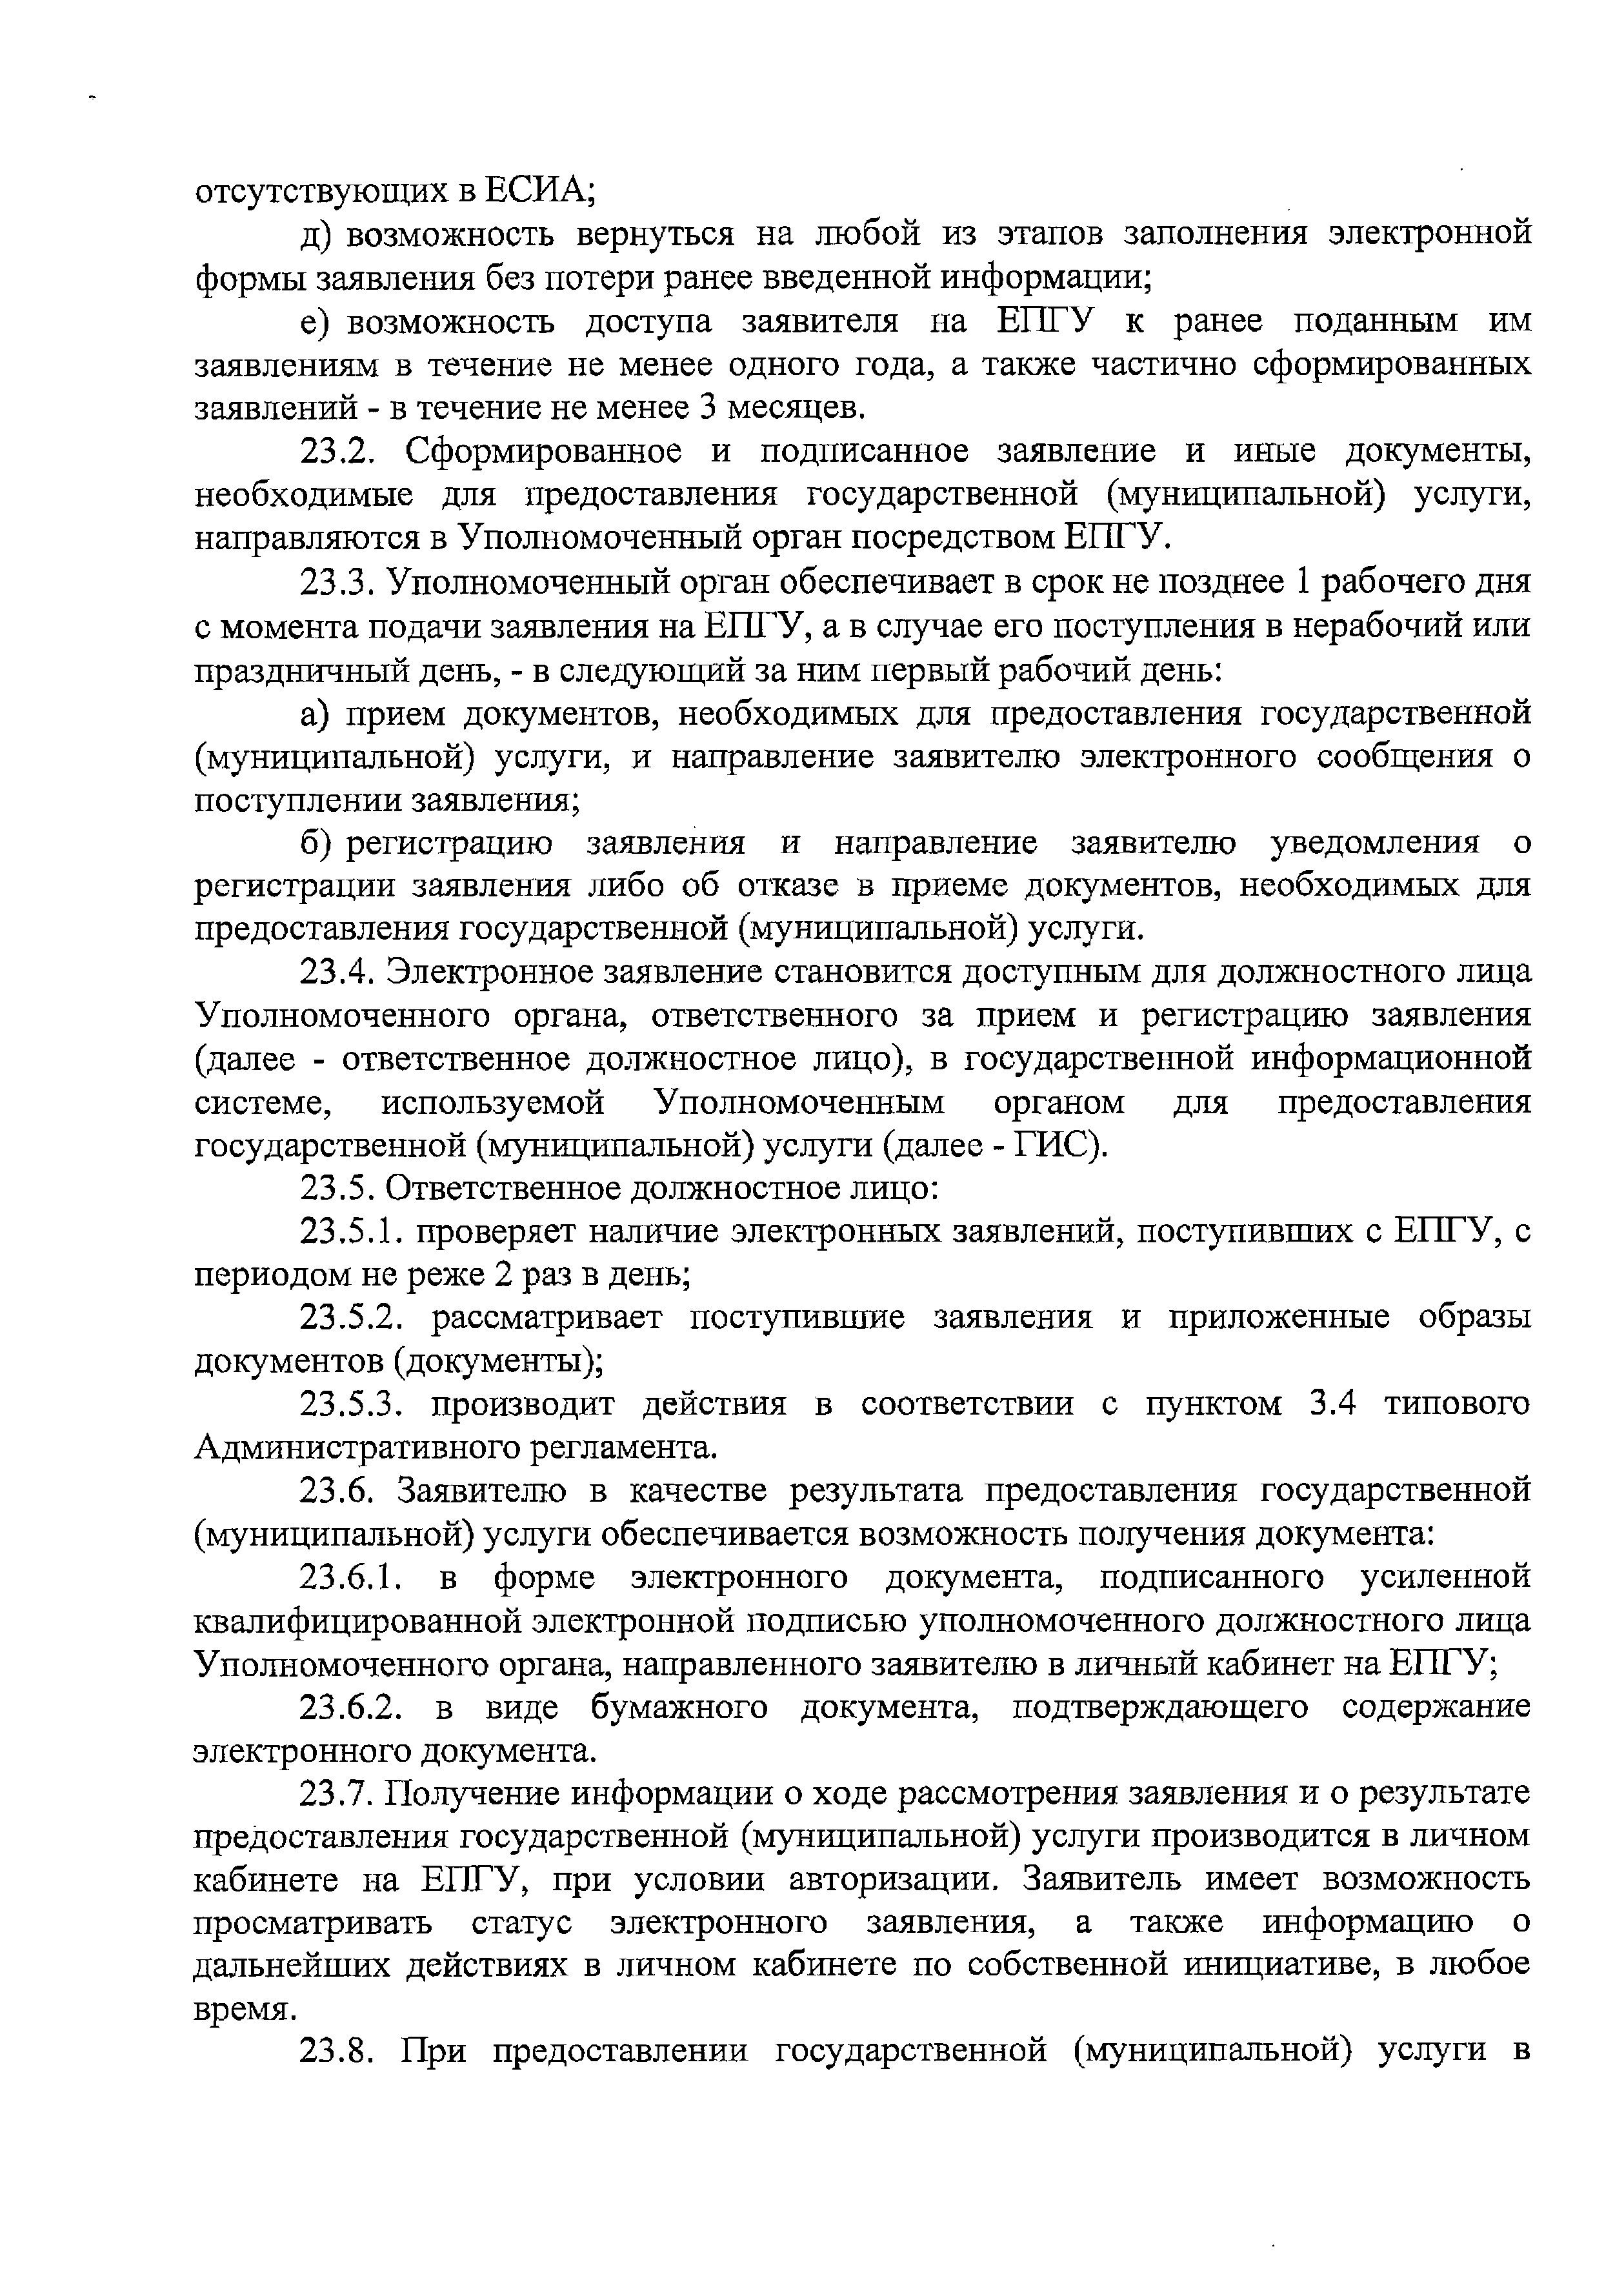 отсутствующих в ЕСИА;
д) возможность вернуться на любой из этапов заполнения электронной
формы заявления без потери ранее введенной информации;
е) возможность доступа заявителя на ЕПГУ к ранее поданным им
заявлениям в течение не менее одного года, а также частично сформированных
заявлений - в течение не менее 3 месяцев.
23.2. Сформированное и подписанное заявление и иные документы,
необходимые для предоставления государственной (муниципальной) услуги,
направляются в Уполномоченный орган посредством ЕПГУ.
23.3. Уполномоченный орган обеспечивает в срок не позднее 1 рабочего дня
с момента подачи заявления на ЕПГУ, а в случае его поступления в нерабочий или
праздничный день, - в следующий за ним первый рабочий день:
а) прием документов, необходимых для предоставления государственной
(муниципальной) услуги, и направление заявителю электронного сообщения о
поступлении заявления;
б) регистрацию заявления и направление заявителю уведомления о
регистрации заявления либо об отказе в приеме документов, необходимых для
предоставления государственной (муниципальной) услуги.
23.4. Электронное заявление становится доступным для должностного лица
Уполномоченного органа, ответственного за прием и регистрацию заявления
(далее - ответственное должностное лицо), в государственной информационной
системе, используемой Уполномоченным органом для предоставления
государственной (муниципальной) услуги (далее - ГИС).
23.5. Ответственное должностное лицо:
23.5.1. проверяет наличие электронных заявлений, поступивших с ЕПГУ, с
периодом не реже 2 раз в день;
23.5.2. рассматривает поступившие заявления и приложенные образы
документов (документы);
23.5.3. производит действия в соответствии с пунктом 3.4 типового
Административного регламента.
23.6. Заявителю в качестве результата предоставления государственной
(муниципальной) услуги обеспечивается возможность получения документа:
23.6.1. в форме электронного документа, подписанного усиленной
квалифицированной электронной подписью уполномоченного должностного лица
Уполномоченного органа, направленного заявителю в личный кабинет на ЕПГУ;
23.6.2. в виде бумажного документа, подтверждающего содержание
электронного документа.
23.7. Получение информации о ходе рассмотрения заявления и о результате
предоставления государственной (муниципальной) услуги производится в личном
кабинете на ЕПГУ, при условии авторизации. Заявитель имеет возможность
просматривать статус электронного заявления, а также информацию о
дальнейших действиях в личном кабинете по собственной инициативе, в любое
время.
23.8. При предоставлении государственной (муниципальной) услуги в